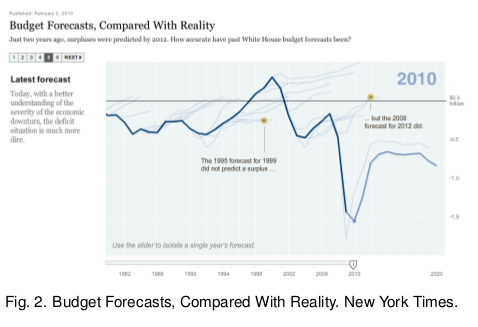 Published: February 2, 2010
Budget Forecasts, Compared With Reality
Just two years ago, surpluses were predicted by 2012. How accurate have past White House budget forecasts been?
1 2 3 4 5 6 NEXT
Latest forecast
Today, with a better
understanding of the
severity of the economic
downturn, the deficit
situation is much more
dire.
2010
$0.0
trillion
... but the 2008
forecast for 2012 did.
-0.5
The 1995 forecast for 1999
did not predict a surplus ...
-1.0
-1.5
Use the slider to isolate a single year's forecast.
1982 1986 1990 1994 1998 2002 2006 2010 2020
Fig. 2. Budget Forecasts, Compared With Reality. New York Times.